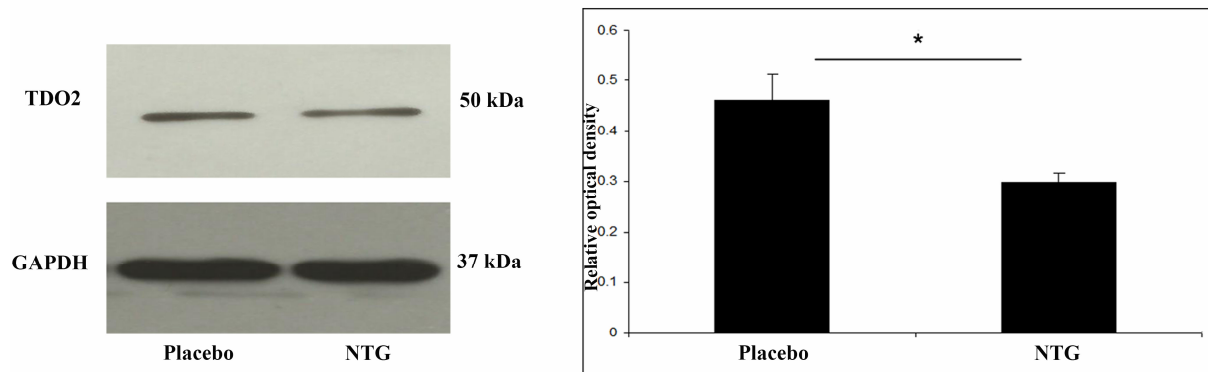 TDO2
50 kDa
GAPDH
37 kDa
Placebo NTG
*
0.6
0.5
0.4
0.3
0.2
0.1
0
Relative optical density
Placebo NTG